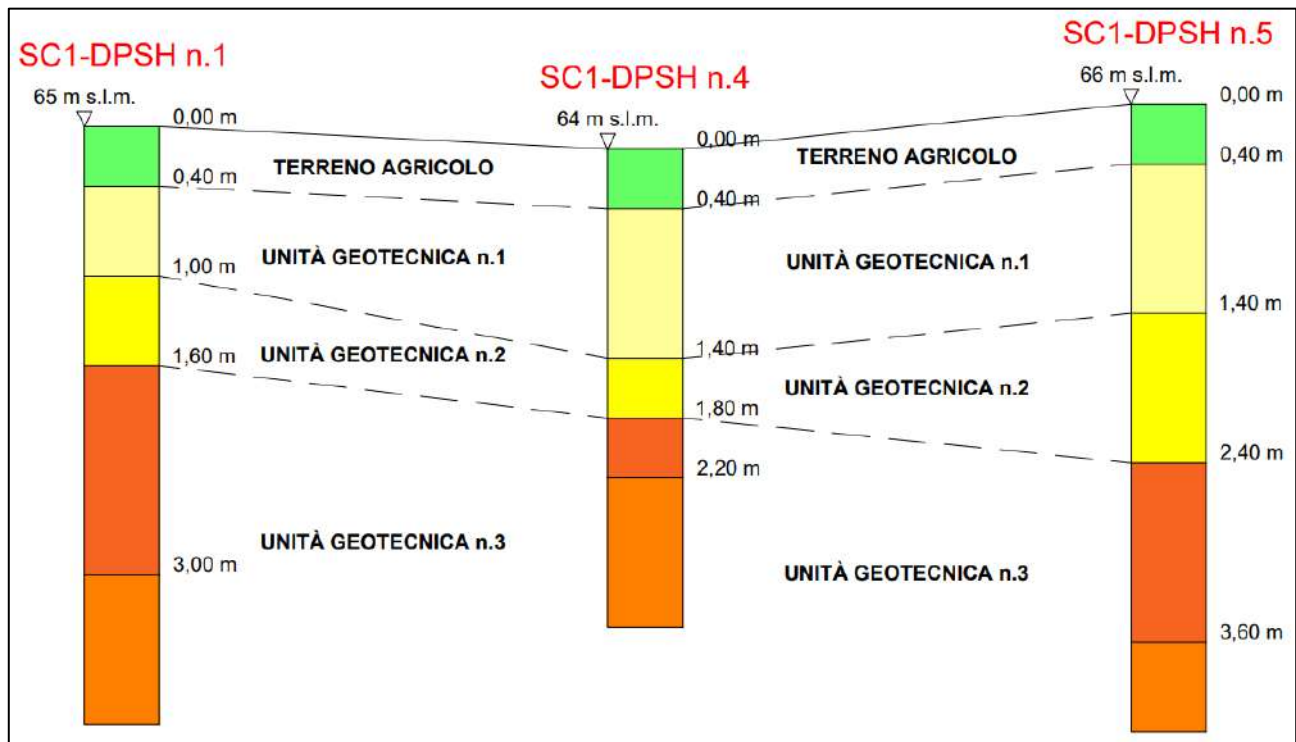 SC1-DPSH n.1
65 m s.l.m.
0,00 m
0,40 m
1,00 m
1,60 m
3,00 m
TERRENO AGRICOLO
UNITÀ GEOTECNICA n.1
UNITÀ GEOTECNICA n.2
UNITÀ GEOTECNICA n.3
SC1-DPSH n.4
64 m s.l.m.
0,00 m
0,40 m
1,40 m
1,80 m
2,20 m
TERRENO AGRICOLO
UNITÀ GEOTECNICA n.1
UNITÀ GEOTECNICA n.2
UNITÀ GEOTECNICA n.3
SC1-DPSH n.5
66 m s.l.m.
0,00 m
0,40 m
1,40 m
2,40 m
3,60 m